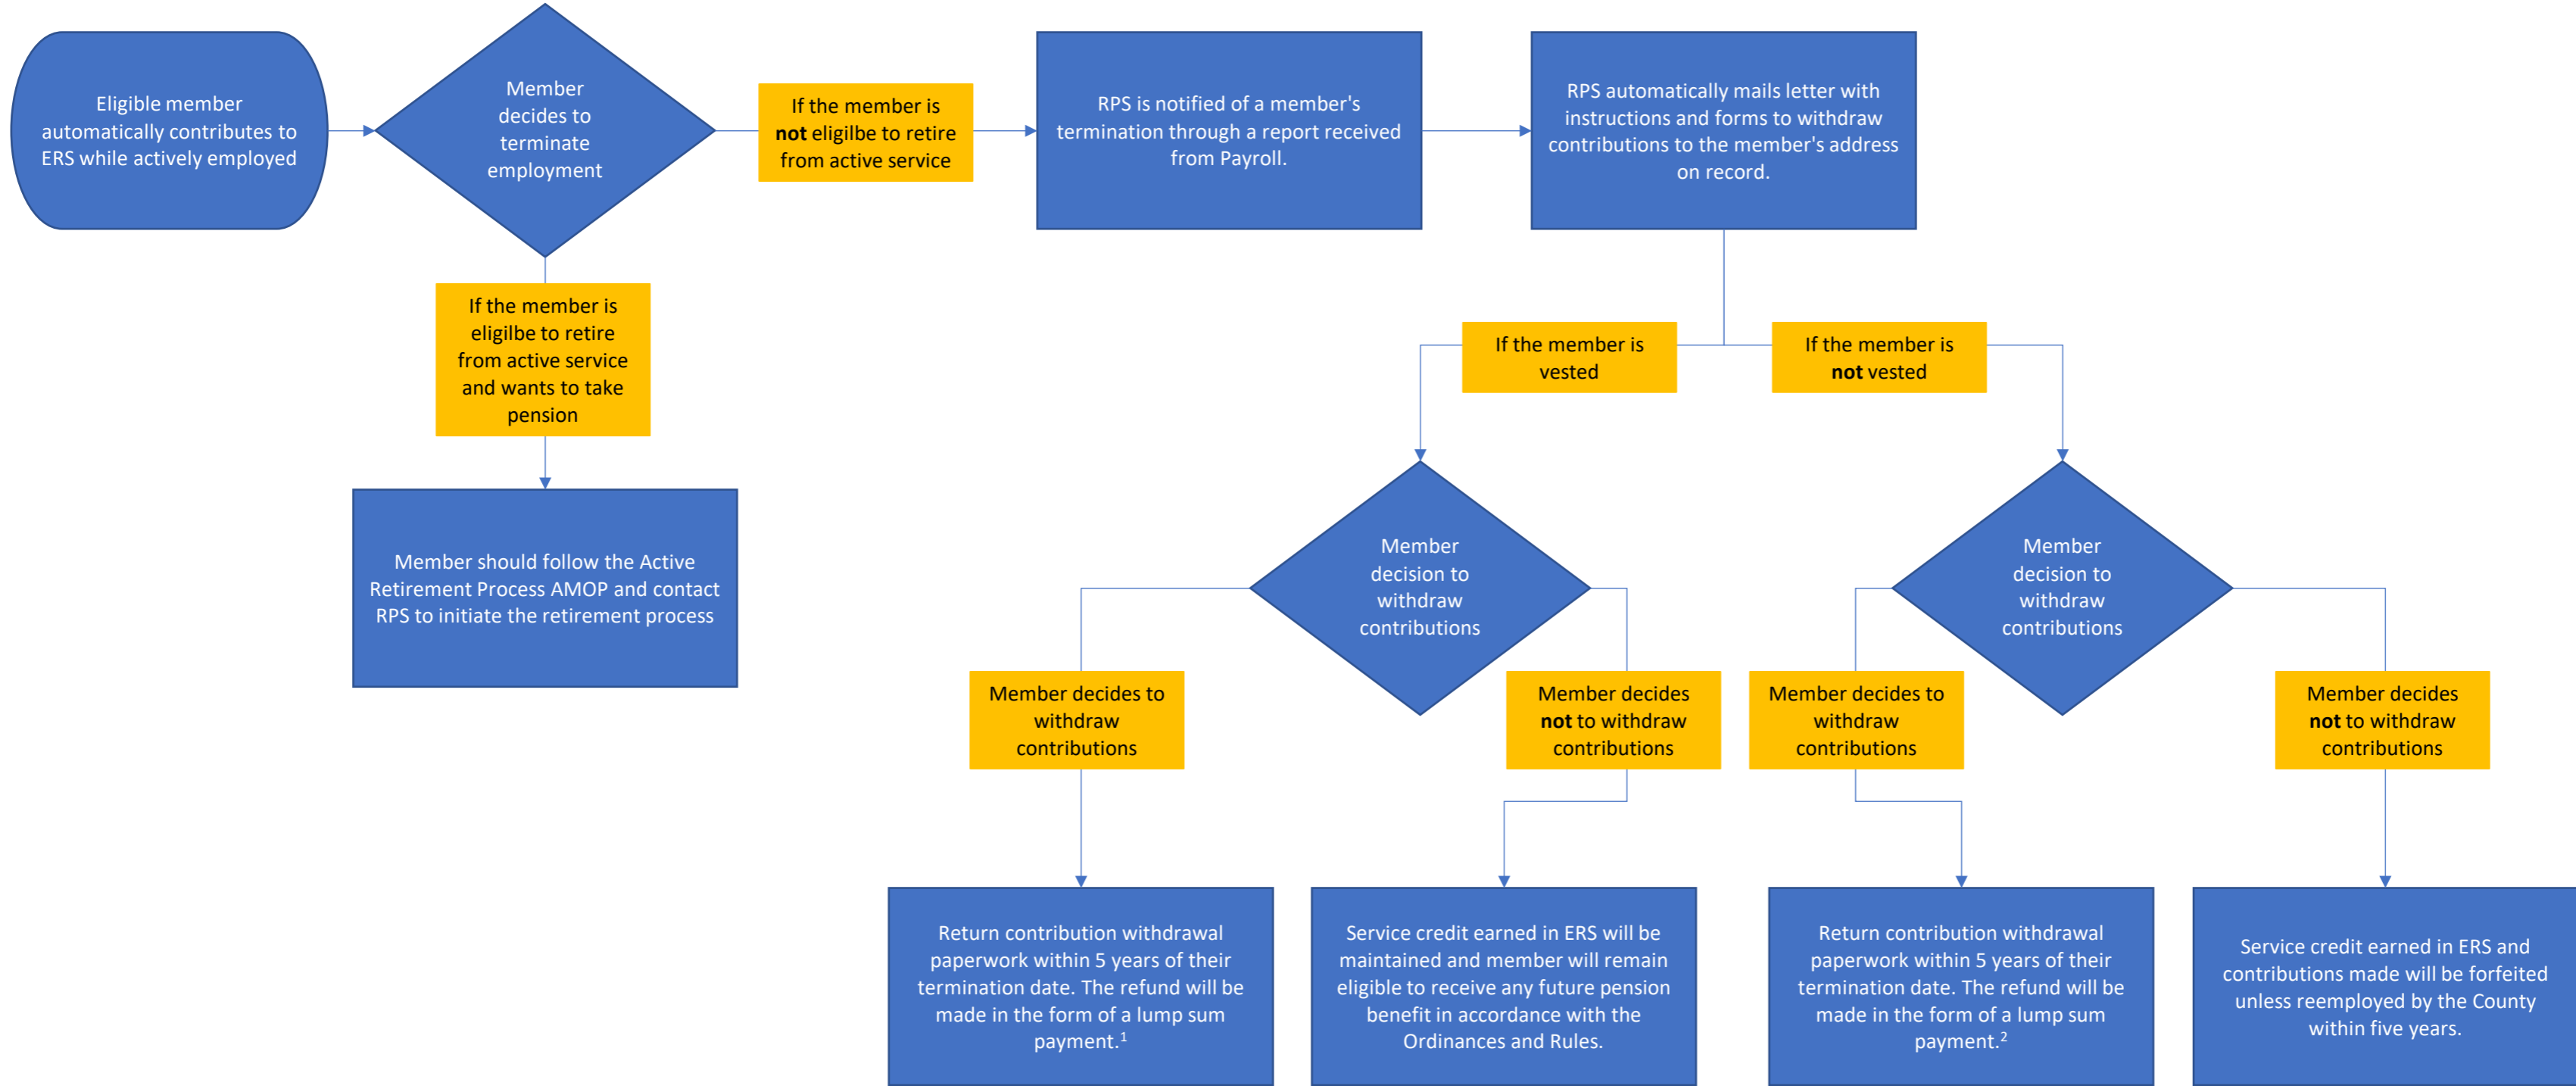 Eligible member
automatically contributes to
ERS while actively employed
Member
decides to
terminate
employment
If the member is
not eligilbe to retire
from active service
RPS is notified of a member's
termination through a report received
from Payroll.
RPS automatically mails letter with
instructions and forms to withdraw
contributions to the member's address
on record.
If the member is
eligilbe to retire
from active service
and wants to take
pension
Member should follow the Active
Retirement Process AMOP and contact
RPS to initiate the retirement process
If the member is
vested
If the member is
not vested
Member
decision to
withdraw
contributions
Member
decision to
withdraw
contributions
Member decides to
withdraw
contributions
Member decides
not to withdraw
contributions
Member decides to
withdraw
contributions
Member decides
not to withdraw
contributions
Return contribution withdrawal
paperwork within 5 years of their
termination date. The refund will be
made in the form of a lump sum
payment.¹
Service credit earned in ERS will be
maintained and member will remain
eligible to receive any future pension
benefit in accordance with the
Ordinances and Rules.
Return contribution withdrawal
paperwork within 5 years of their
termination date. The refund will be
made in the form of a lump sum
payment.²
Service credit earned in ERS and
contributions made will be forfeited
unless reemployed by the County
within five years.